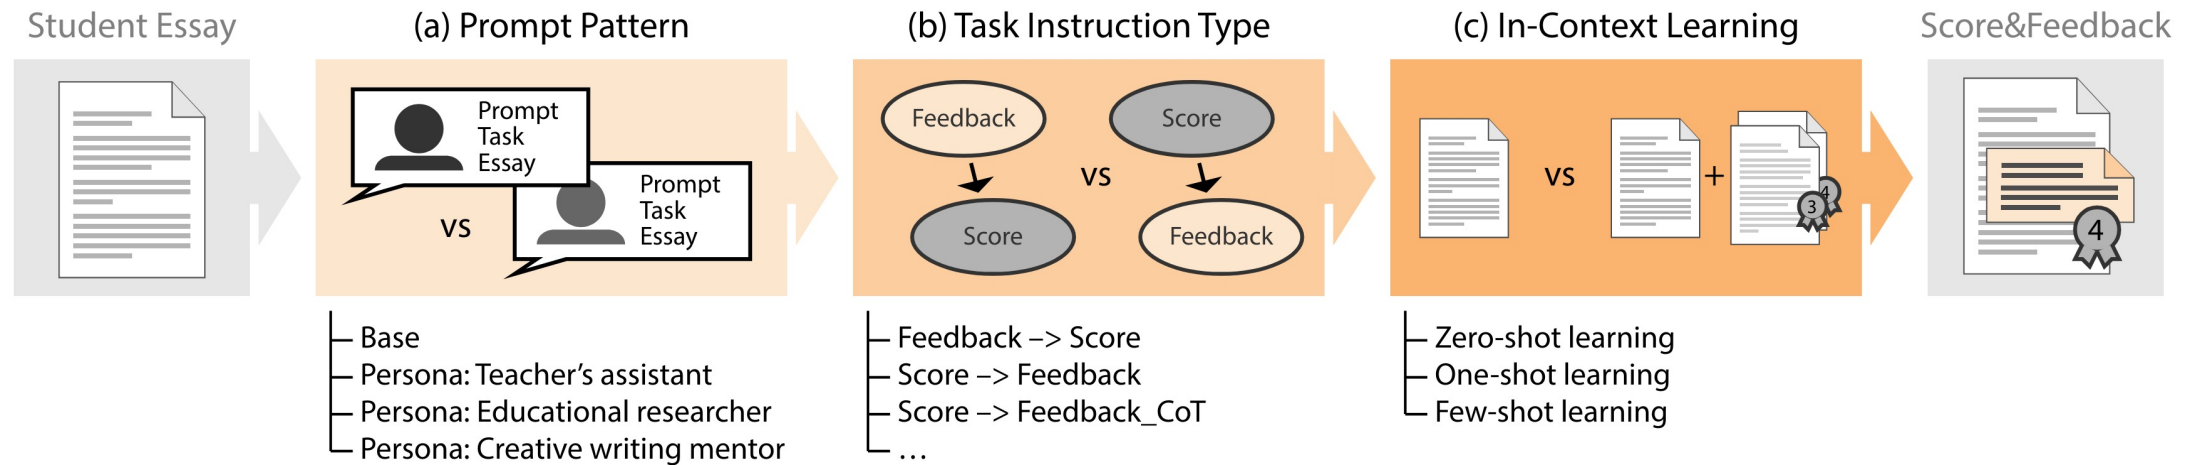 Student Essay
(a) Prompt Pattern
(b) Task Instruction Type
(c) In-Context Learning
Score&Feedback
Prompt
Task
Essay
vs
Prompt
Task
Essay
Feedback
Score
vs
Score
Feedback
vs
+
3
4
4
Base
Persona: Teacher’s assistant
Persona: Educational researcher
Persona: Creative writing mentor
Feedback –> Score
Score –> Feedback
Score –> Feedback_CoT
...
Zero-shot learning
One-shot learning
Few-shot learning